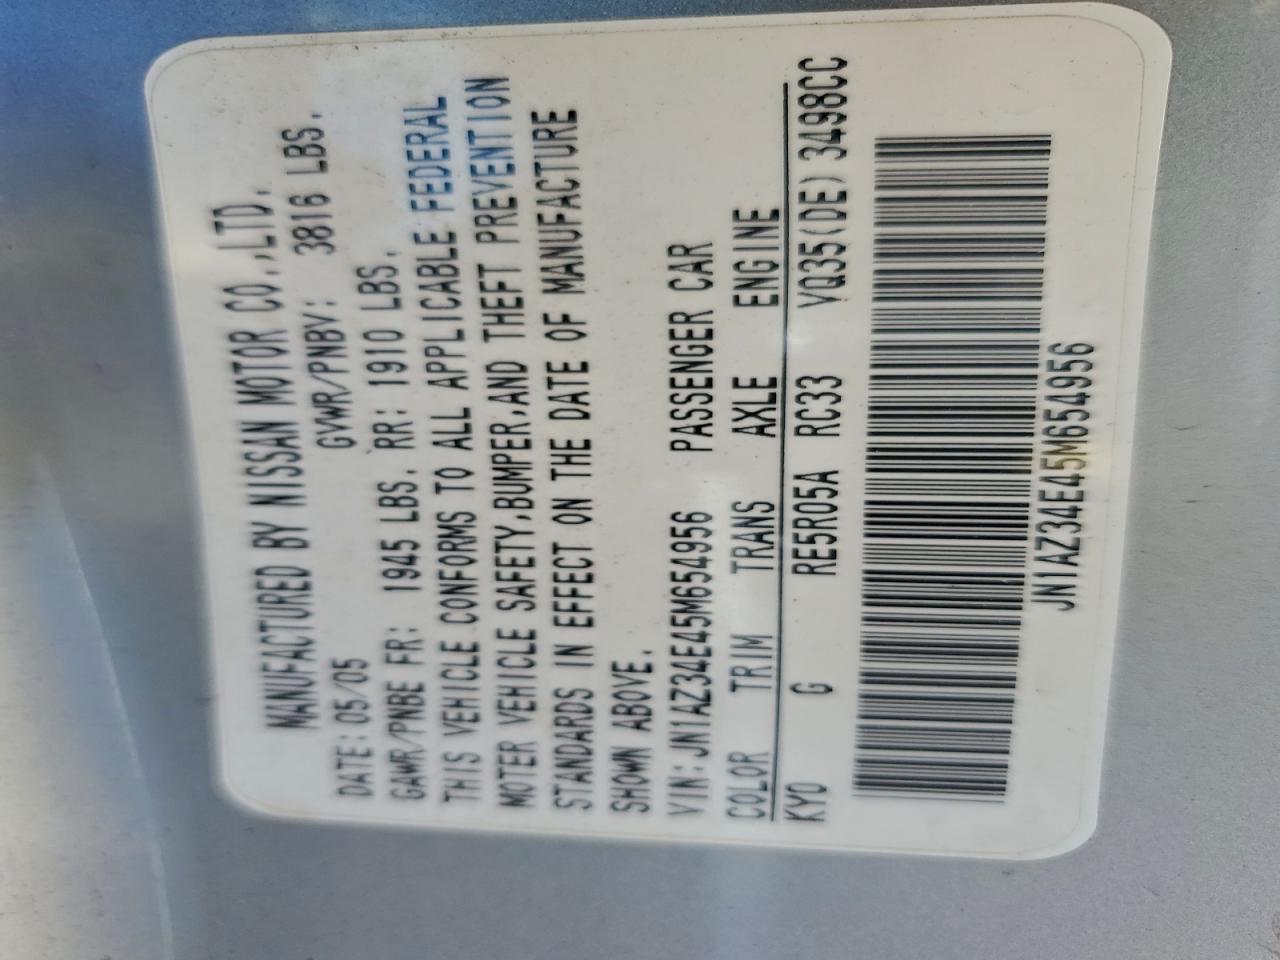 MANUFACTURED BY NISSAN MOTOR CO.,LTD.
DATE:05/05 GVWR/PNBV: 3816 LBS.
GAWR/PNBE FR: 1945 LBS. RR: 1910 LBS.
THIS VEHICLE CONFORMS TO ALL APPLICABLE FEDERAL
MOTER VEHICLE SAFETY,BUMPER,AND THEFT PREVENTION
STANDARDS IN EFFECT ON THE DATE OF MANUFACTURE
SHOWN ABOVE.
VIN:JN1AZ34E45M654956 PASSENGER CAR
COLOR TRIM TRANS AXLE ENGINE
KY0 G RE5R05A RC33 VQ35(DE) 3498CC
JN1AZ34E45M654956